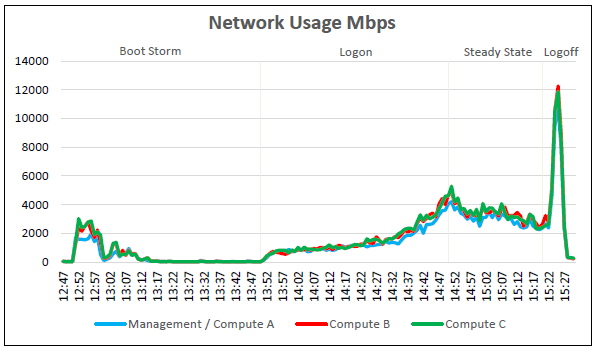 Network Usage Mbps
Boot Storm Logon Steady State Logoff
14000
12000
10000
8000
6000
4000
2000
0
12:47 12:52 12:57 13:02 13:07 13:12 13:17 13:22 13:27 13:32 13:37 13:42 13:47 13:52 13:57 14:02 14:07 14:12 14:17 14:22 14:27 14:32 14:37 14:42 14:47 14:52 14:57 15:02 15:07 15:12 15:17 15:22 15:27
Management / Compute A Compute B Compute C